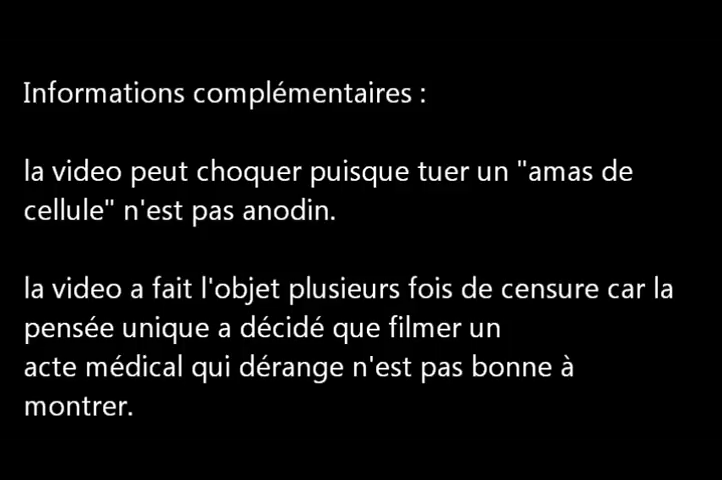 Informations complémentaires :
la video peut choquer puisque tuer un "amas de
cellule" n'est pas anodin.
la video a fait l'objet plusieurs fois de censure car la
pensée unique a décidé que filmer un
acte médical qui dérange n'est pas bonne à
montrer.